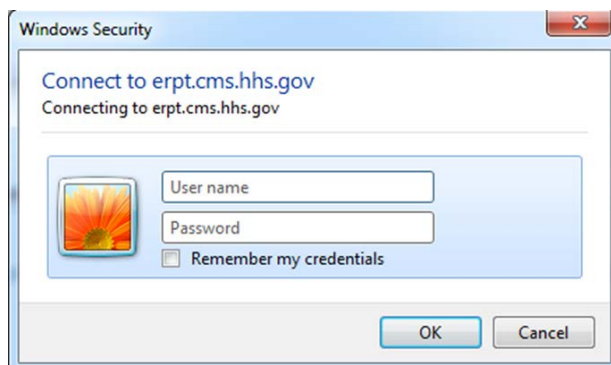 Windows Security
Connect to erpt.cms.hhs.gov
Connecting to erpt.cms.hhs.gov
User name
Password
Remember my credentials
OK Cancel